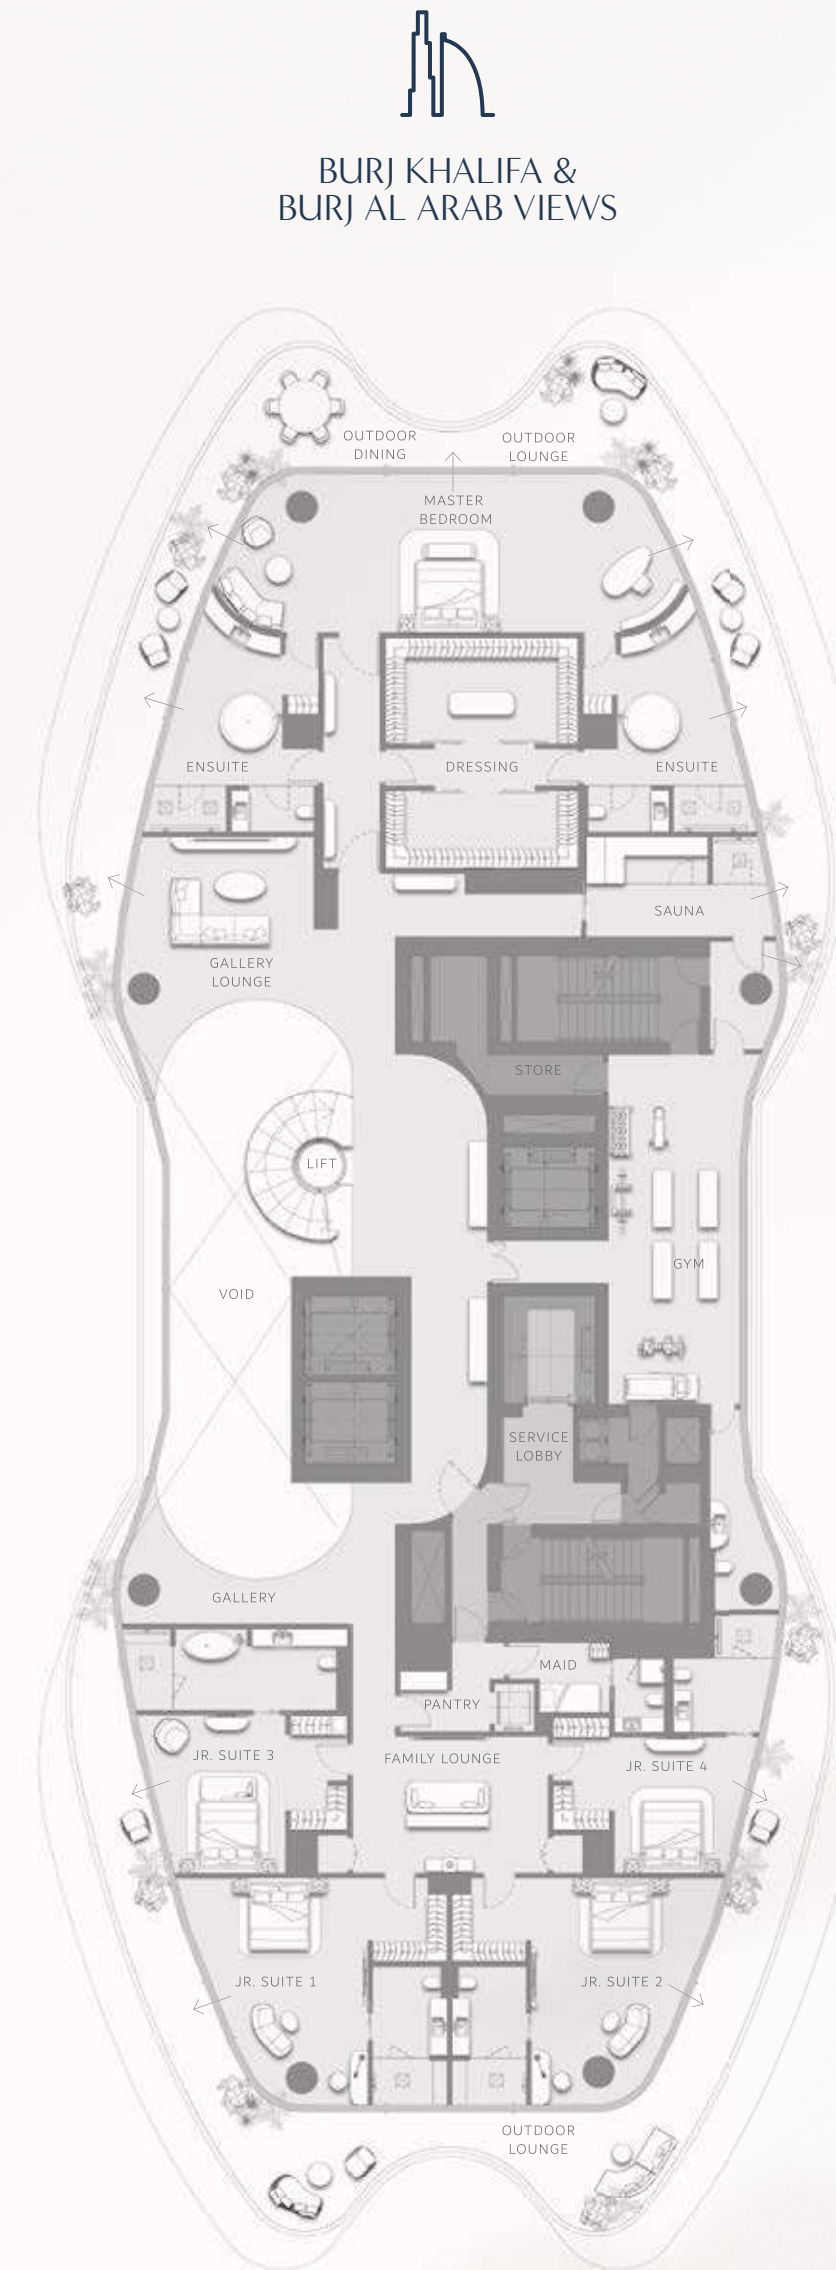 BURJ KHALIFA &
BURJ AL ARAB VIEWS
OUTDOOR
DINING
OUTDOOR
LOUNGE
MASTER
BEDROOM
ENSUITE
DRESSING
ENSUITE
SAUNA
GALLERY
LOUNGE
STORE
LIFT
GYM
VOID
SERVICE
LOBBY
GALLERY
MAID
PANTRY
JR. SUITE 3
FAMILY LOUNGE
JR. SUITE 4
JR. SUITE 1
JR. SUITE 2
OUTDOOR
LOUNGE